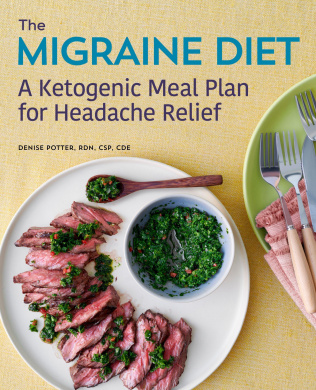 The
MIGRAINE DIET
A Ketogenic Meal Plan
for Headache Relief
DENISE POTTER, RDN, CSP, CDE